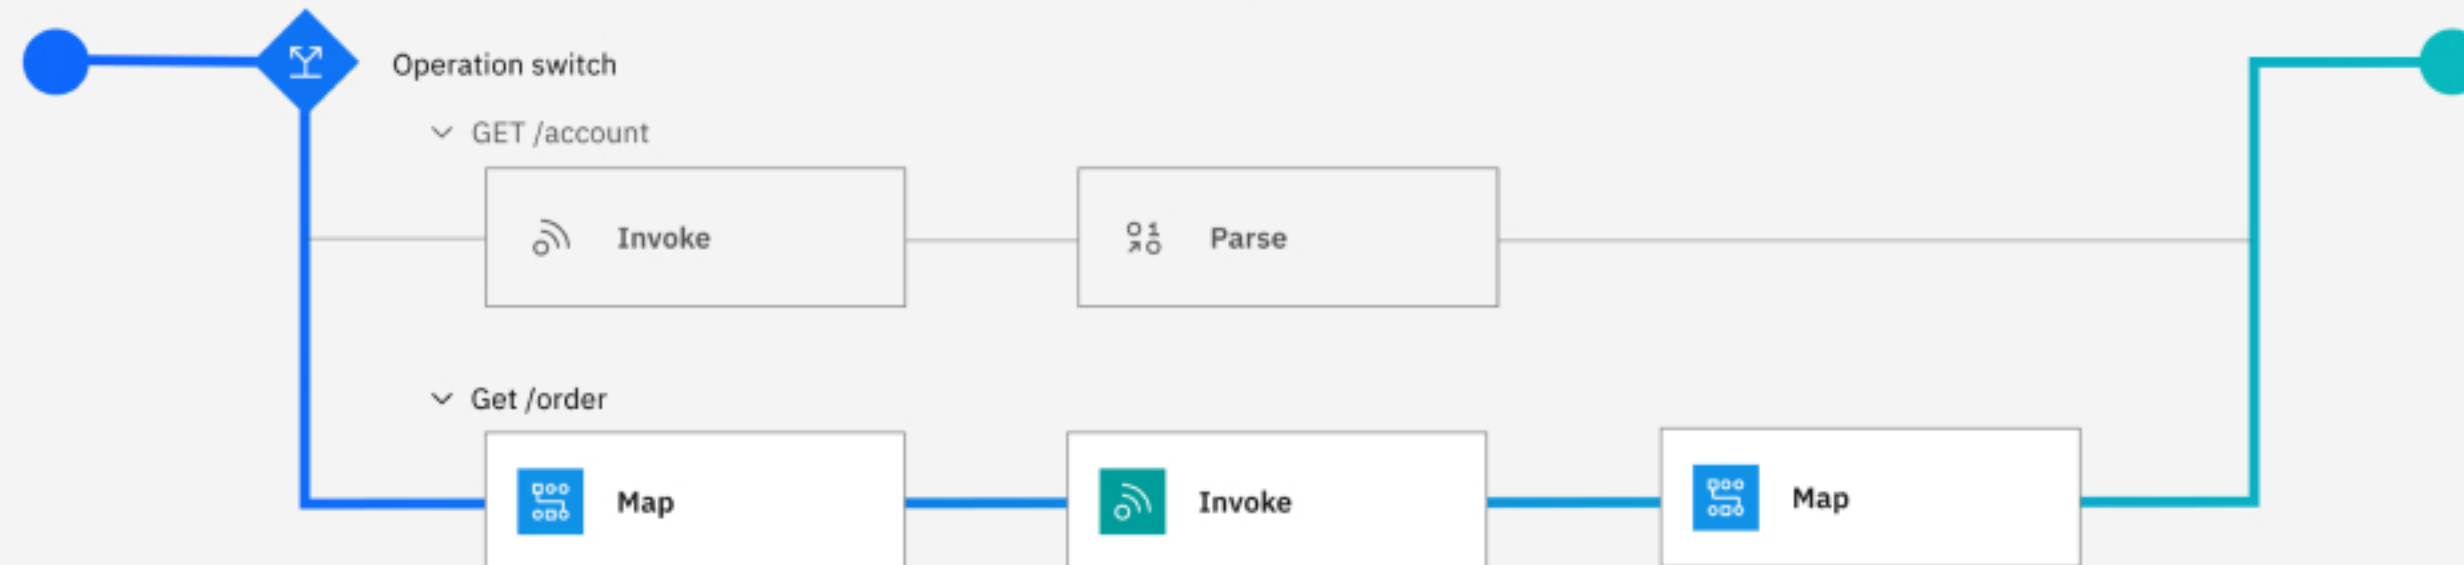 Operation switch
GET /account
Invoke
Parse
Get /order
Map
Invoke
Map